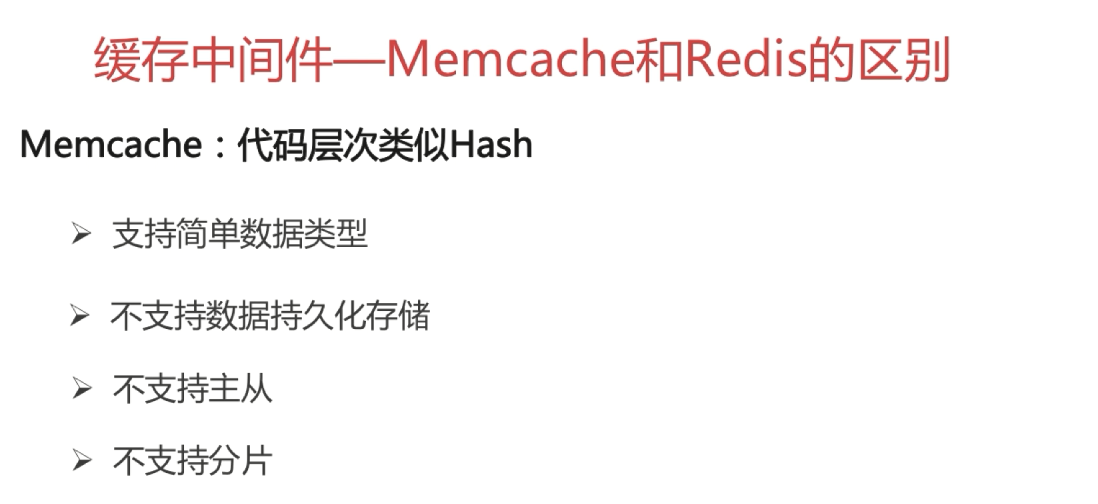 缓存中间件—Memcache和Redis的区别
Memcache：代码层次类似Hash
➢ 支持简单数据类型
➢ 不支持数据持久化存储
➢ 不支持主从
➢ 不支持分片